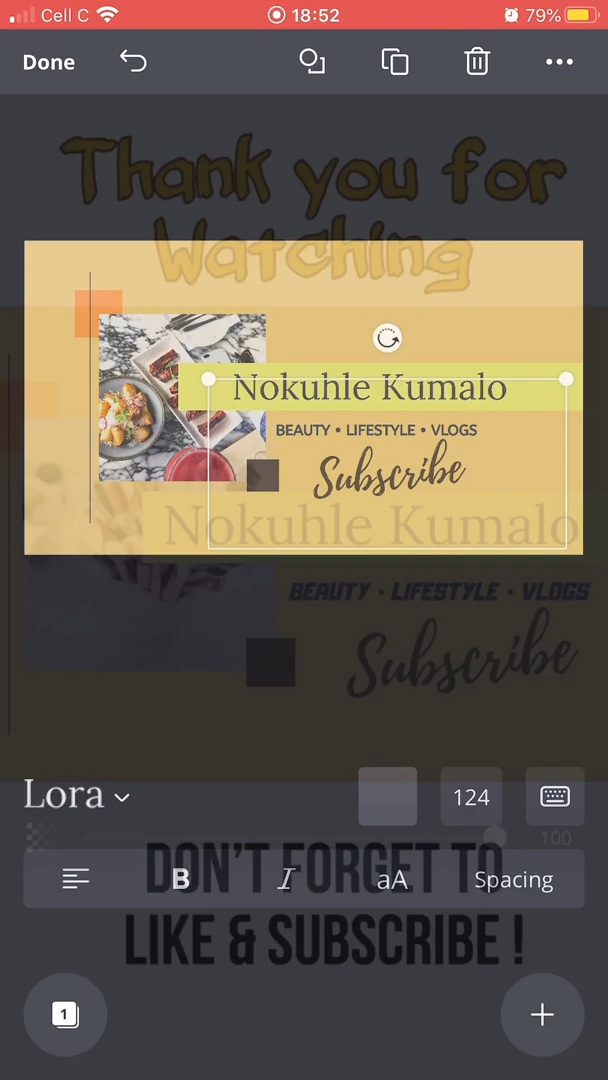 Cell C 18:52 79%
Done
Thank you for
Watching
Nokuhle Kumalo
BEAUTY • LIFESTYLE • VLOGS
Subscribe
Nokuhle Kumalo
BEAUTY • LIFESTYLE • VLOGS
Subscribe
Lora 124
100
B I aA Spacing
DON'T FORGET TO
LIKE & SUBSCRIBE !
1